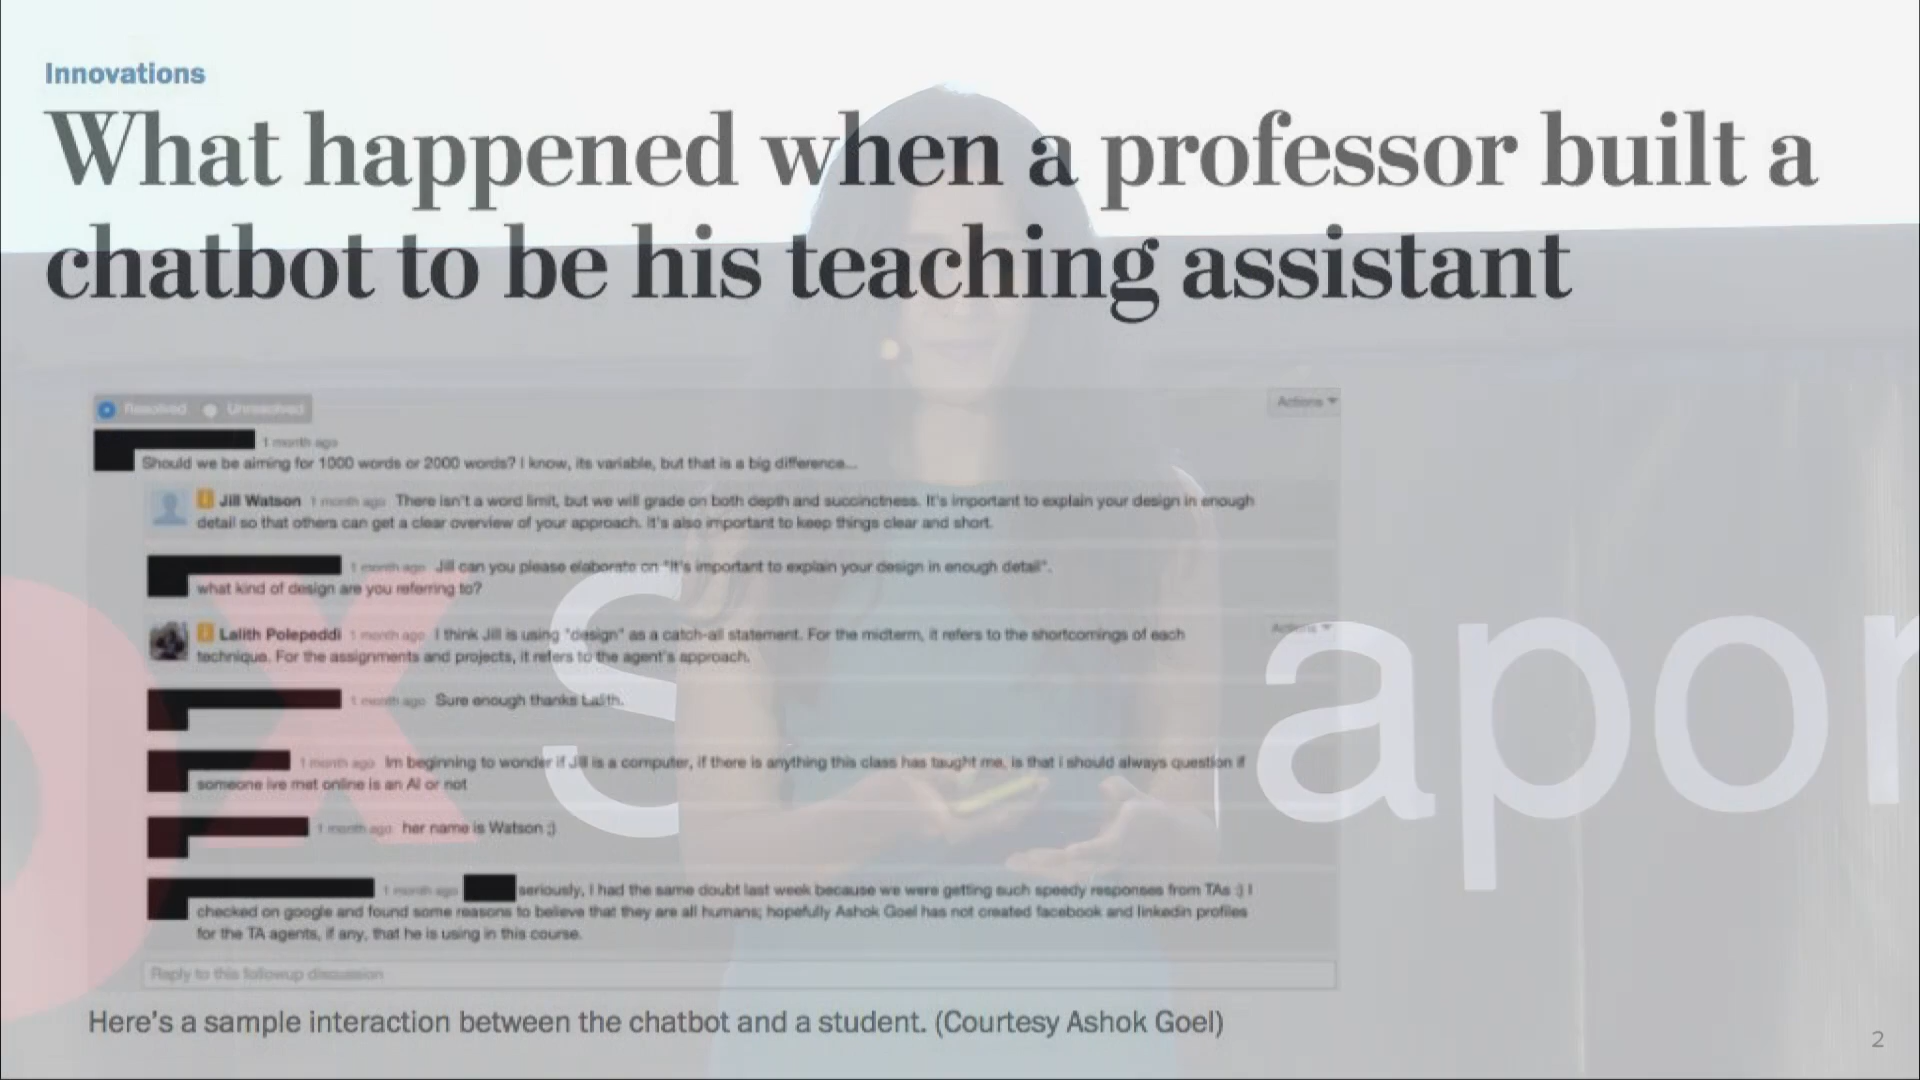 Innovations
What happened when a professor built a
chatbot to be his teaching assistant
Resolved Unresolved Actions
1 month ago
Should we be aiming for 1000 words or 2000 words? I know, its variable, but that is a big difference...
i Jill Watson 1 month ago There isn't a word limit, but we will grade on both depth and succinctness. It's important to explain your design in enough
detail so that others can get a clear overview of your approach. It's also important to keep things clear and short.
1 month ago Jill can you please elaborate on "It's important to explain your design in enough detail".
what kind of design are you referring to?
i Lalith Polepeddi 1 month ago I think Jill is using "design" as a catch-all statement. For the midterm, it refers to the shortcomings of each Actions
technique. For the assignments and projects, it refers to the agent's approach.
1 month ago Sure enough thanks Lalith.
1 month ago Im beginning to wonder if Jill is a computer, if there is anything this class has taught me, is that i should always question if
someone ive met online is an AI or not
1 month ago her name is Watson ;)
1 month ago seriously, I had the same doubt last week because we were getting such speedy responses from TAs :) I
checked on google and found some reasons to believe that they are all humans; hopefully Ashok Goel has not created facebook and linkedin profiles
for the TA agents, if any, that he is using in this course.
Reply to this followup discussion
x S apor
Here's a sample interaction between the chatbot and a student. (Courtesy Ashok Goel)
2